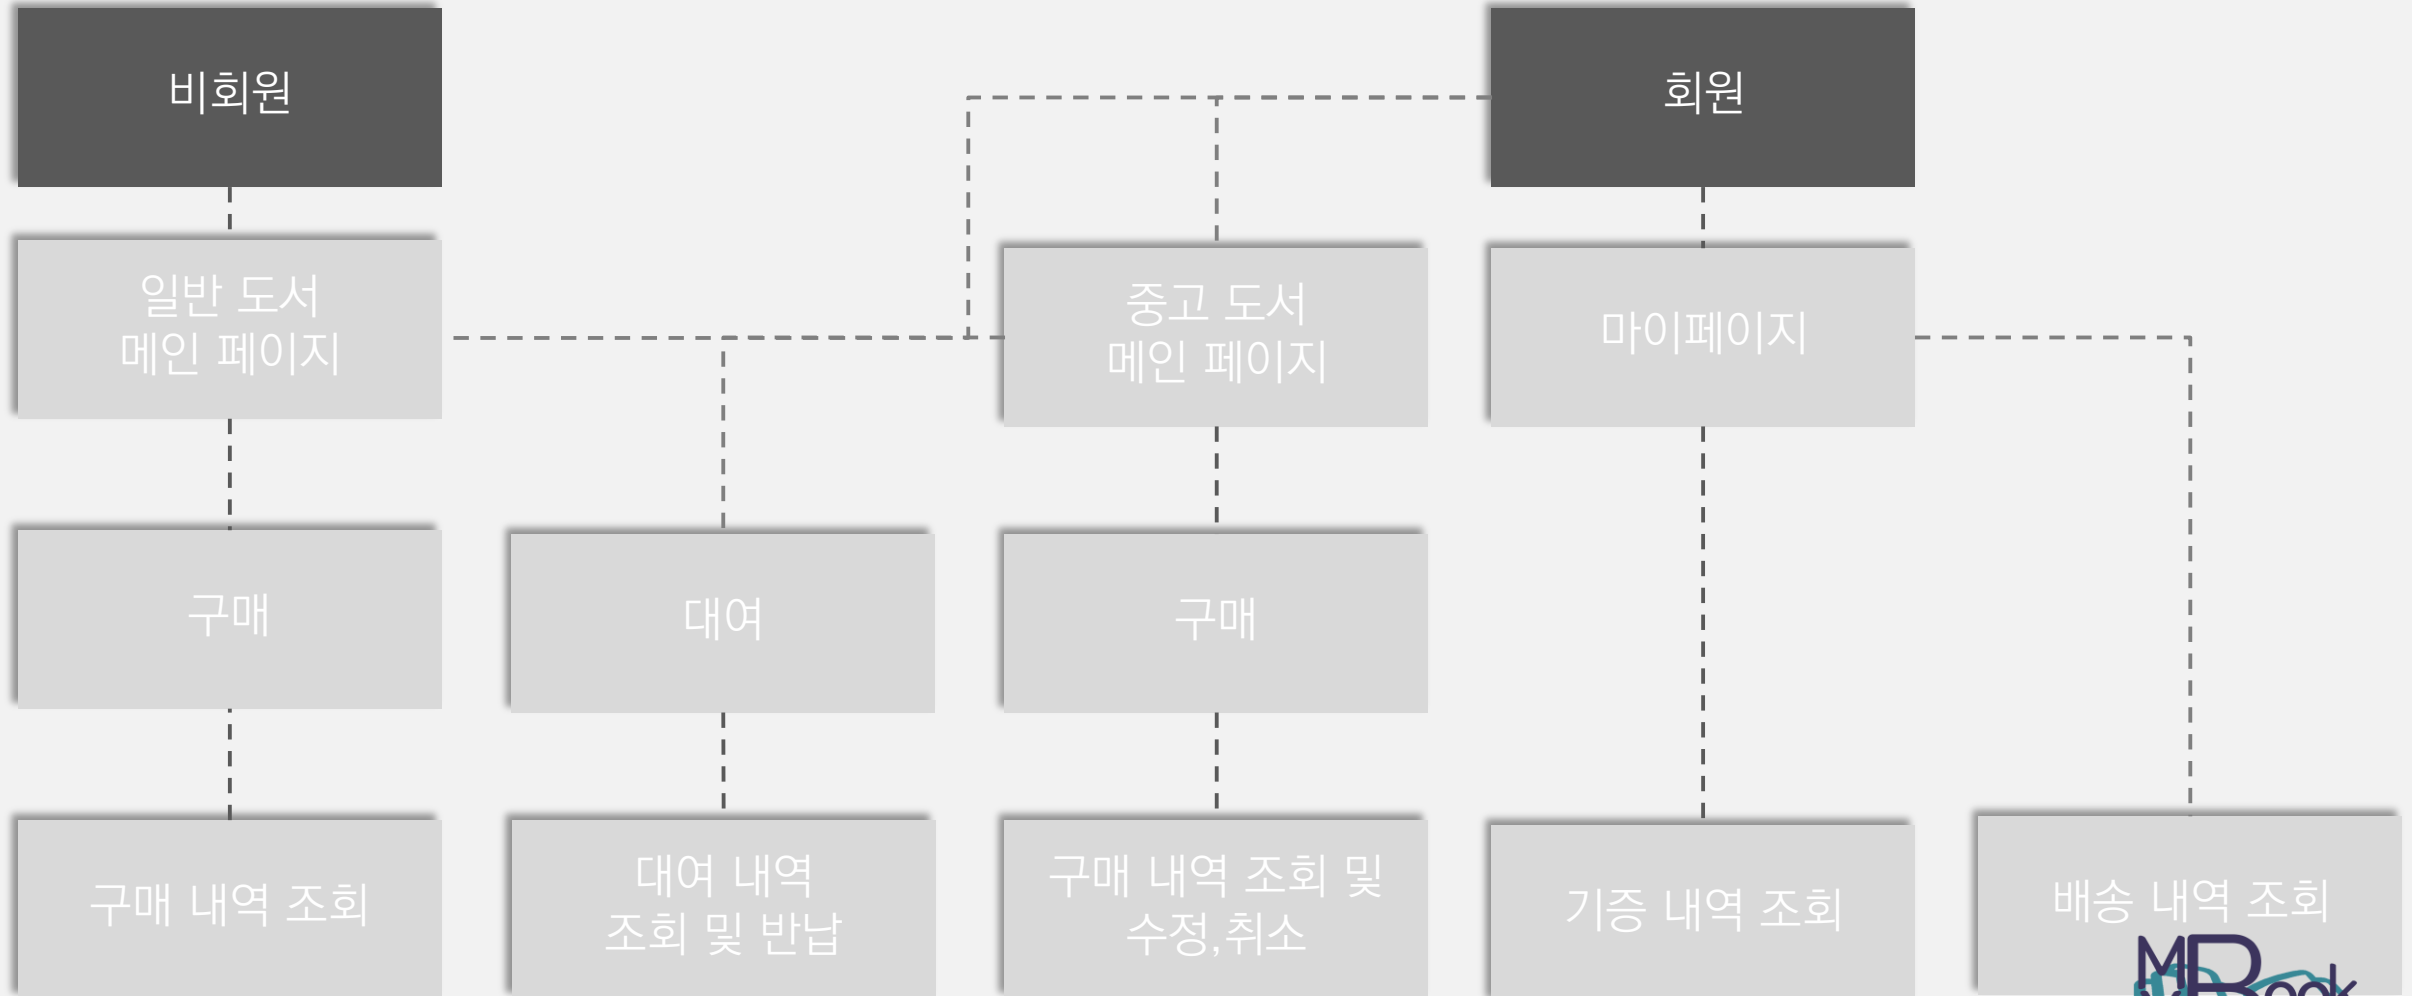 비회원
회원
일반 도서
메인 페이지
중고 도서
메인 페이지
마이페이지
구매
대여
구매
구매 내역 조회
대여 내역
조회 및 반납
구매 내역 조회 및
수정,취소
기증 내역 조회
배송 내역 조회